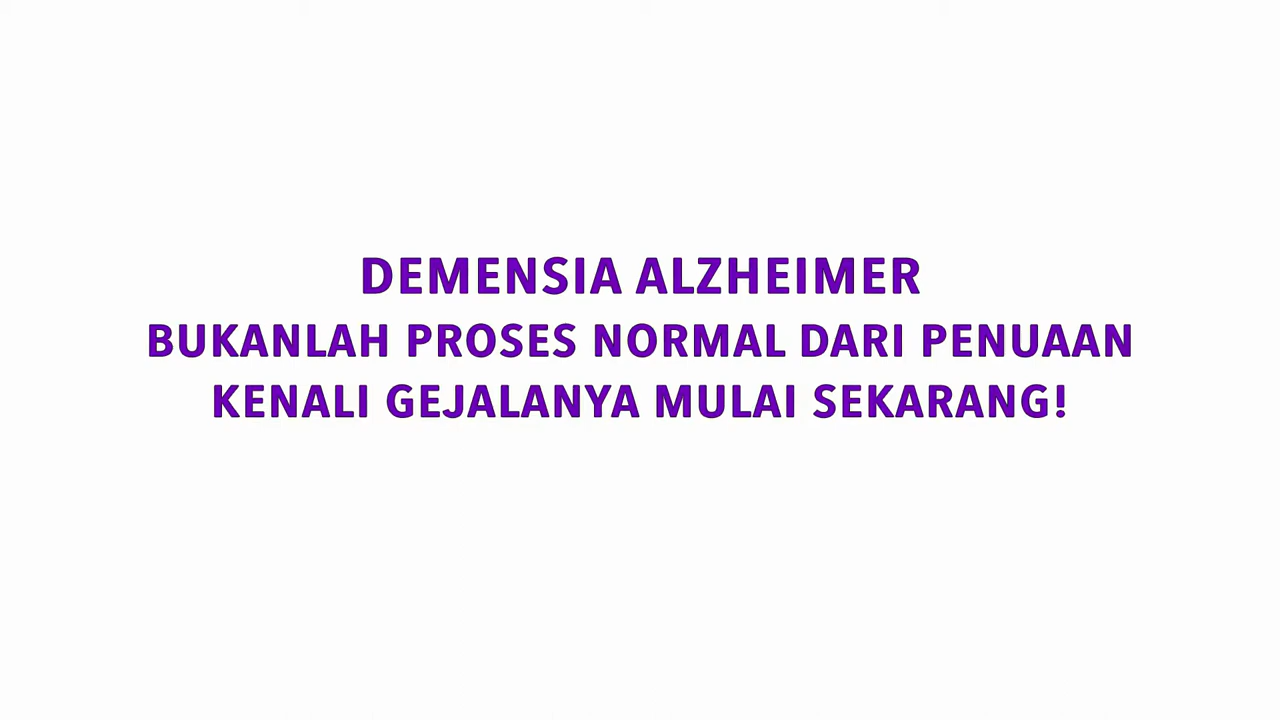 DEMENSIA ALZHEIMER
BUKANLAH PROSES NORMAL DARI PENUAAN
KENALI GEJALANYA MULAI SEKARANG!